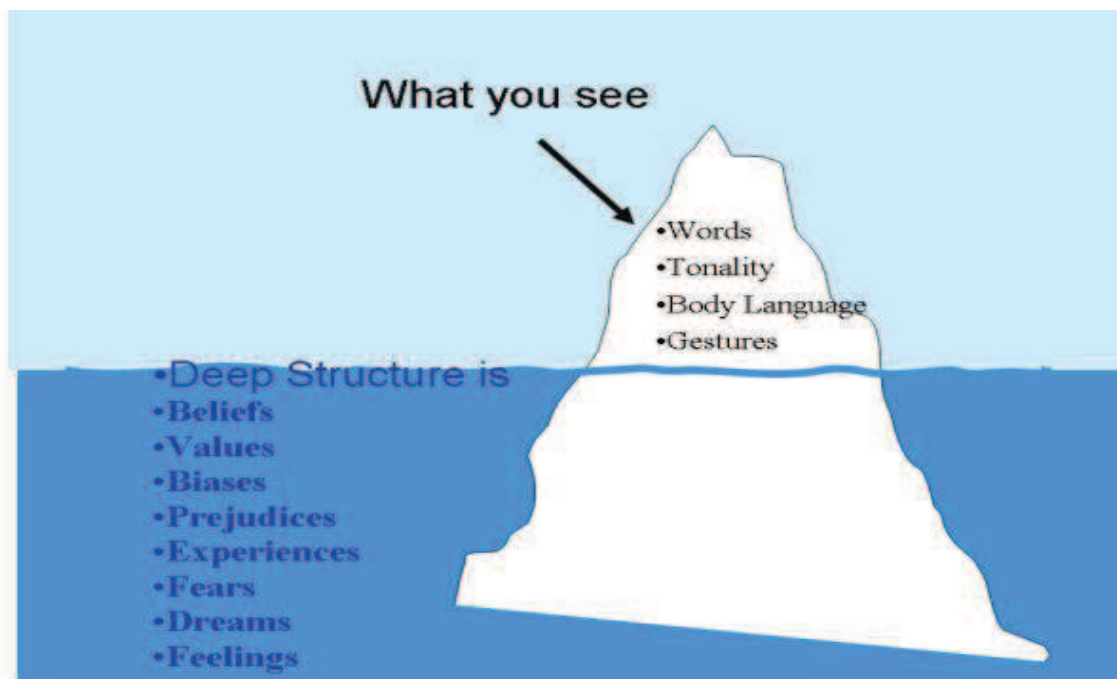 What you see
•Words
•Tonality
•Body Language
•Gestures
•Deep Structure is
•Beliefs
•Values
•Biases
•Prejudices
•Experiences
•Fears
•Dreams
•Feelings